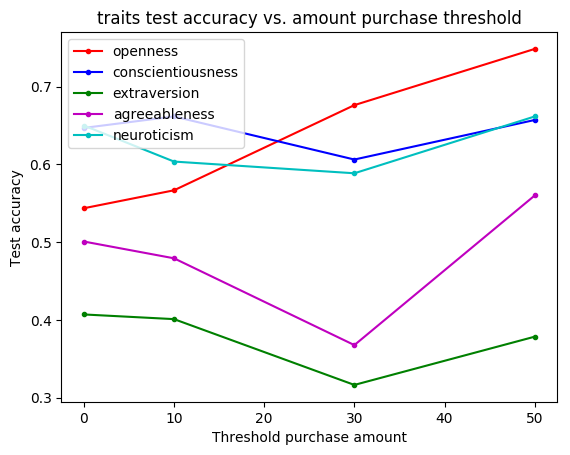 traits test accuracy vs. amount purchase threshold
openness
conscientiousness
extraversion
agreeableness
neuroticism
0.7
0.6
0.5
0.4
0.3
Test accuracy
0 10 20 30 40 50
Threshold purchase amount